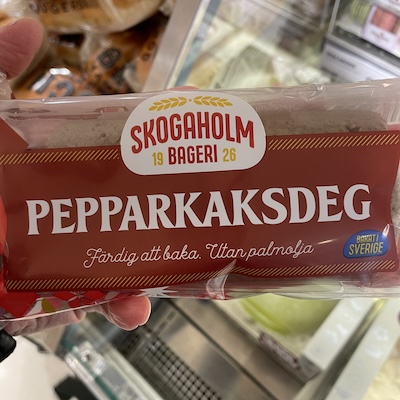 SKOGAHOLM
19 BAGERI 26
PEPPARKAKSDEG
Färdig att baka. Utan palmolja
BAKAT I
SVERIGE